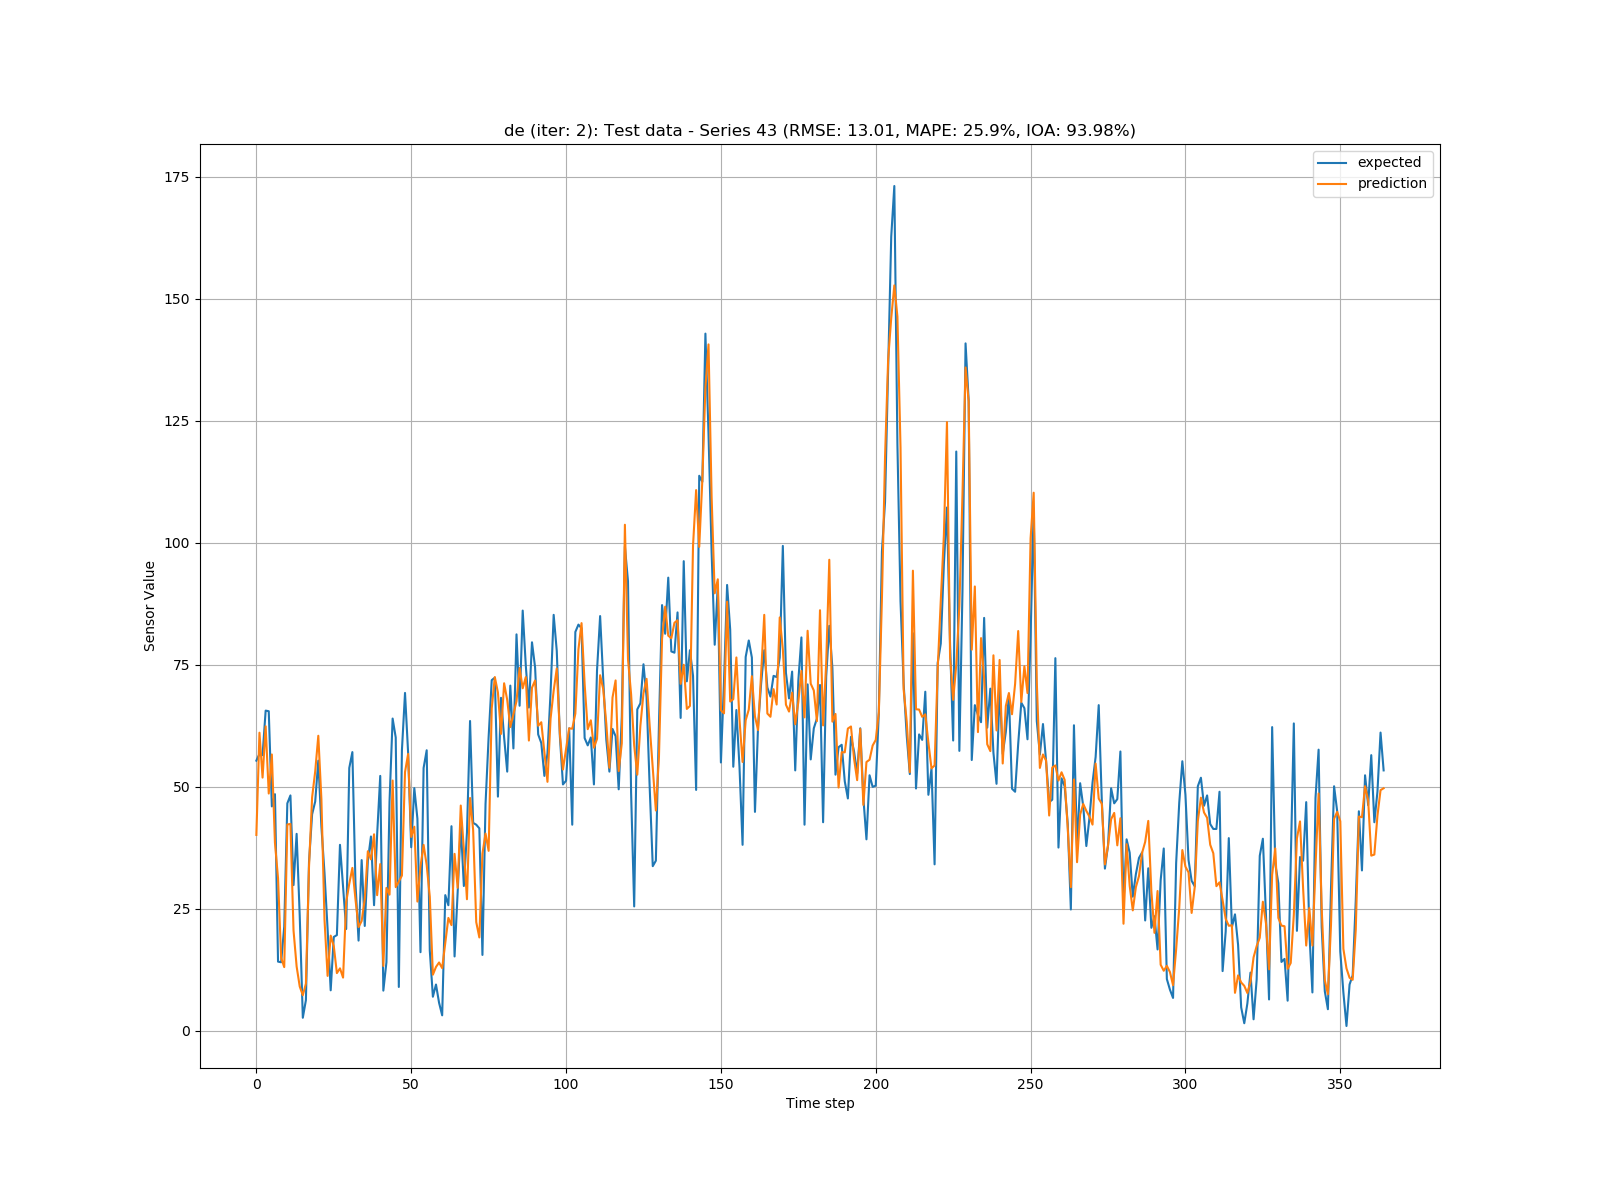 de (iter: 2): Test data - Series 43 (RMSE: 13.01, MAPE: 25.9%, IOA: 93.98%)
expected
prediction
175
150
125
100
75
50
25
0
Sensor Value
0 50 100 150 200 250 300 350
Time step